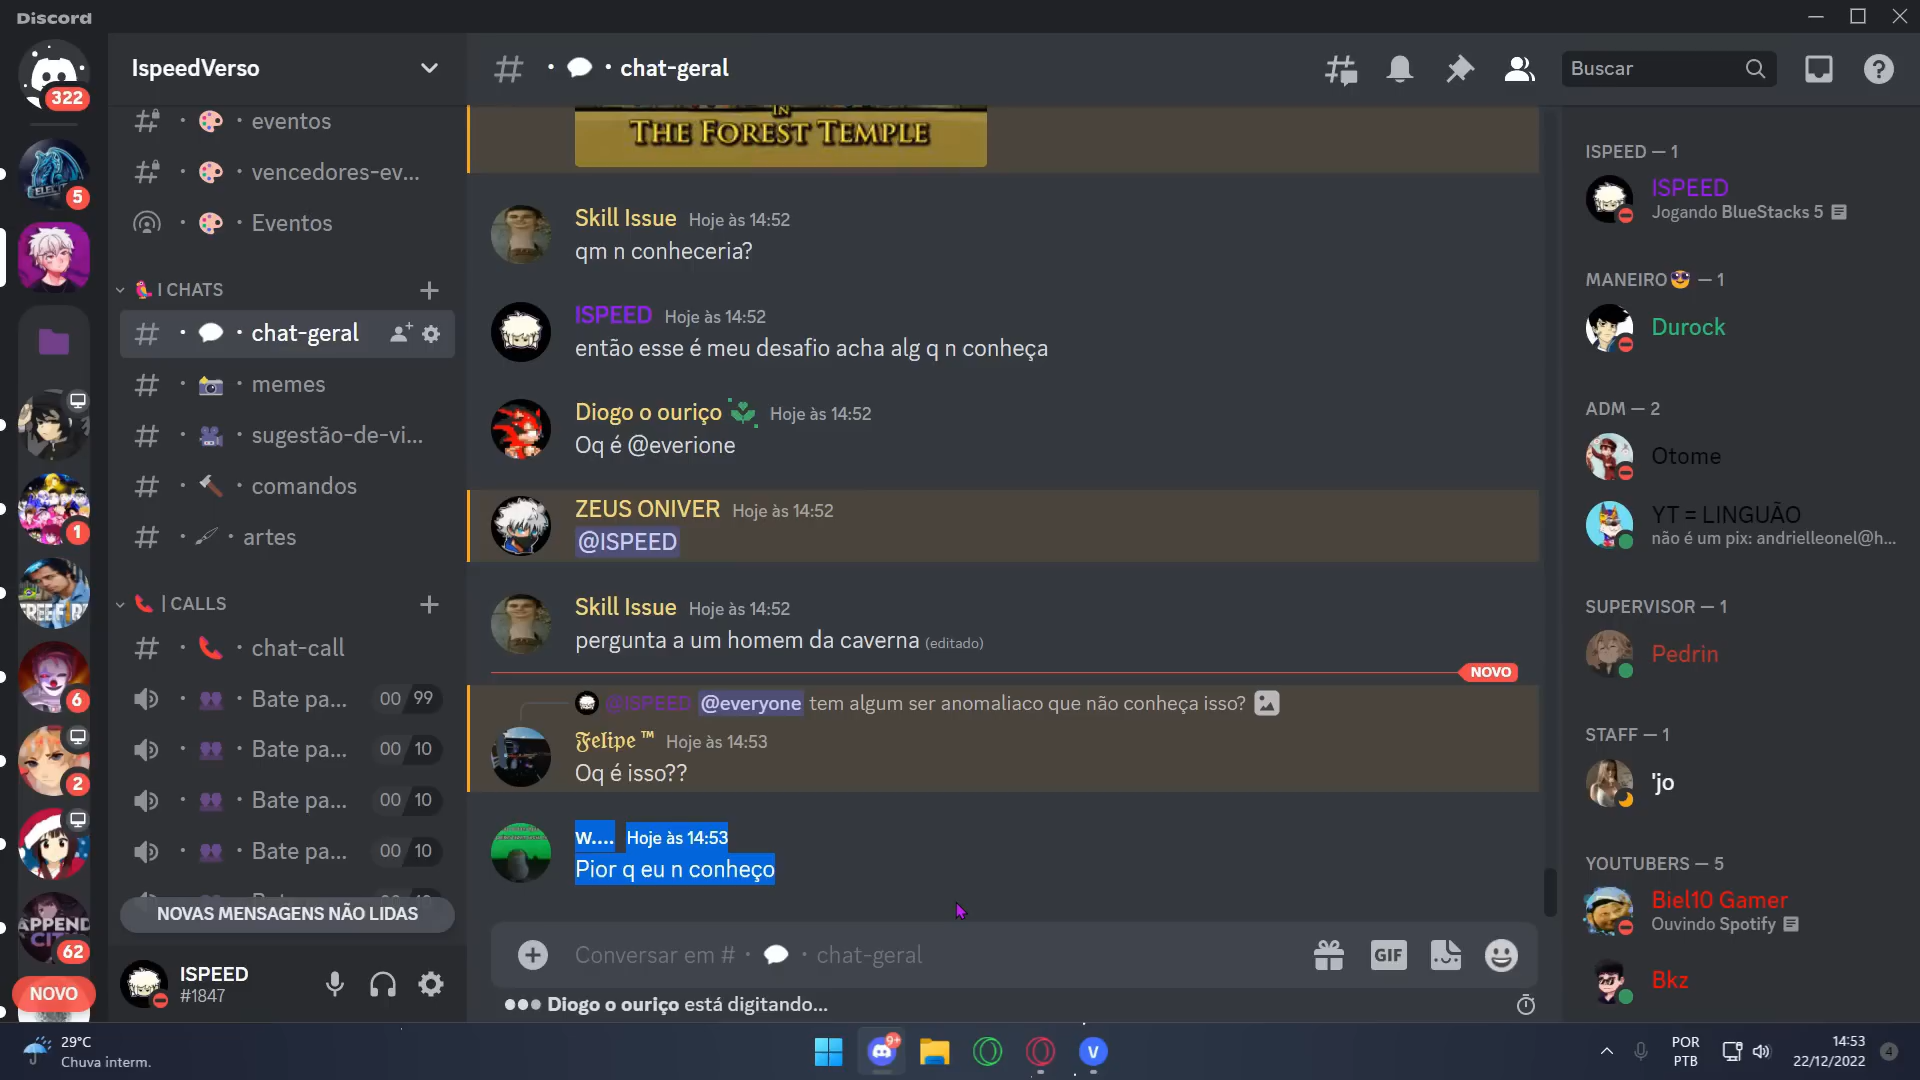 Discord
322
5
1
6
2
62
NOVO
IspeedVerso
eventos
vencedores-ev...
Eventos
I CHATS
chat-geral
memes
sugestão-de-vi...
comandos
artes
| CALLS
chat-call
Bate pa... 00 99
Bate pa... 00 10
Bate pa... 00 10
Bate pa... 00 10
NOVAS MENSAGENS NÃO LIDAS
ISPEED
#1847
chat-geral
Buscar
IN
THE FOREST TEMPLE
Skill Issue Hoje às 14:52
qm n conheceria?
ISPEED Hoje às 14:52
então esse é meu desafio acha alg q n conheça
Diogo o ouriço Hoje às 14:52
Oq é @everione
ZEUS ONIVER Hoje às 14:52
@ISPEED
Skill Issue Hoje às 14:52
pergunta a um homem da caverna (editado)
NOVO
@ISPEED @everyone tem algum ser anomaliaco que não conheça isso?
𝕱𝖊𝖑𝖎𝖕𝖊 ™ Hoje às 14:53
Oq é isso??
w.... Hoje às 14:53
Pior q eu n conheço
Conversar em # · 💬 · chat-geral
GIF
Diogo o ouriço está digitando...
ISPEED — 1
ISPEED
Jogando BlueStacks 5
MANEIRO😎 — 1
Durock
ADM — 2
Otome
YT = LINGUÃO
não é um pix: andrielleonel@h...
SUPERVISOR — 1
Pedrin
STAFF — 1
'jo
YOUTUBERS — 5
Biel10 Gamer
Ouvindo Spotify
Bkz
29°C
Chuva interm.
9+
V
POR
PTB
14:53
22/12/2022
4